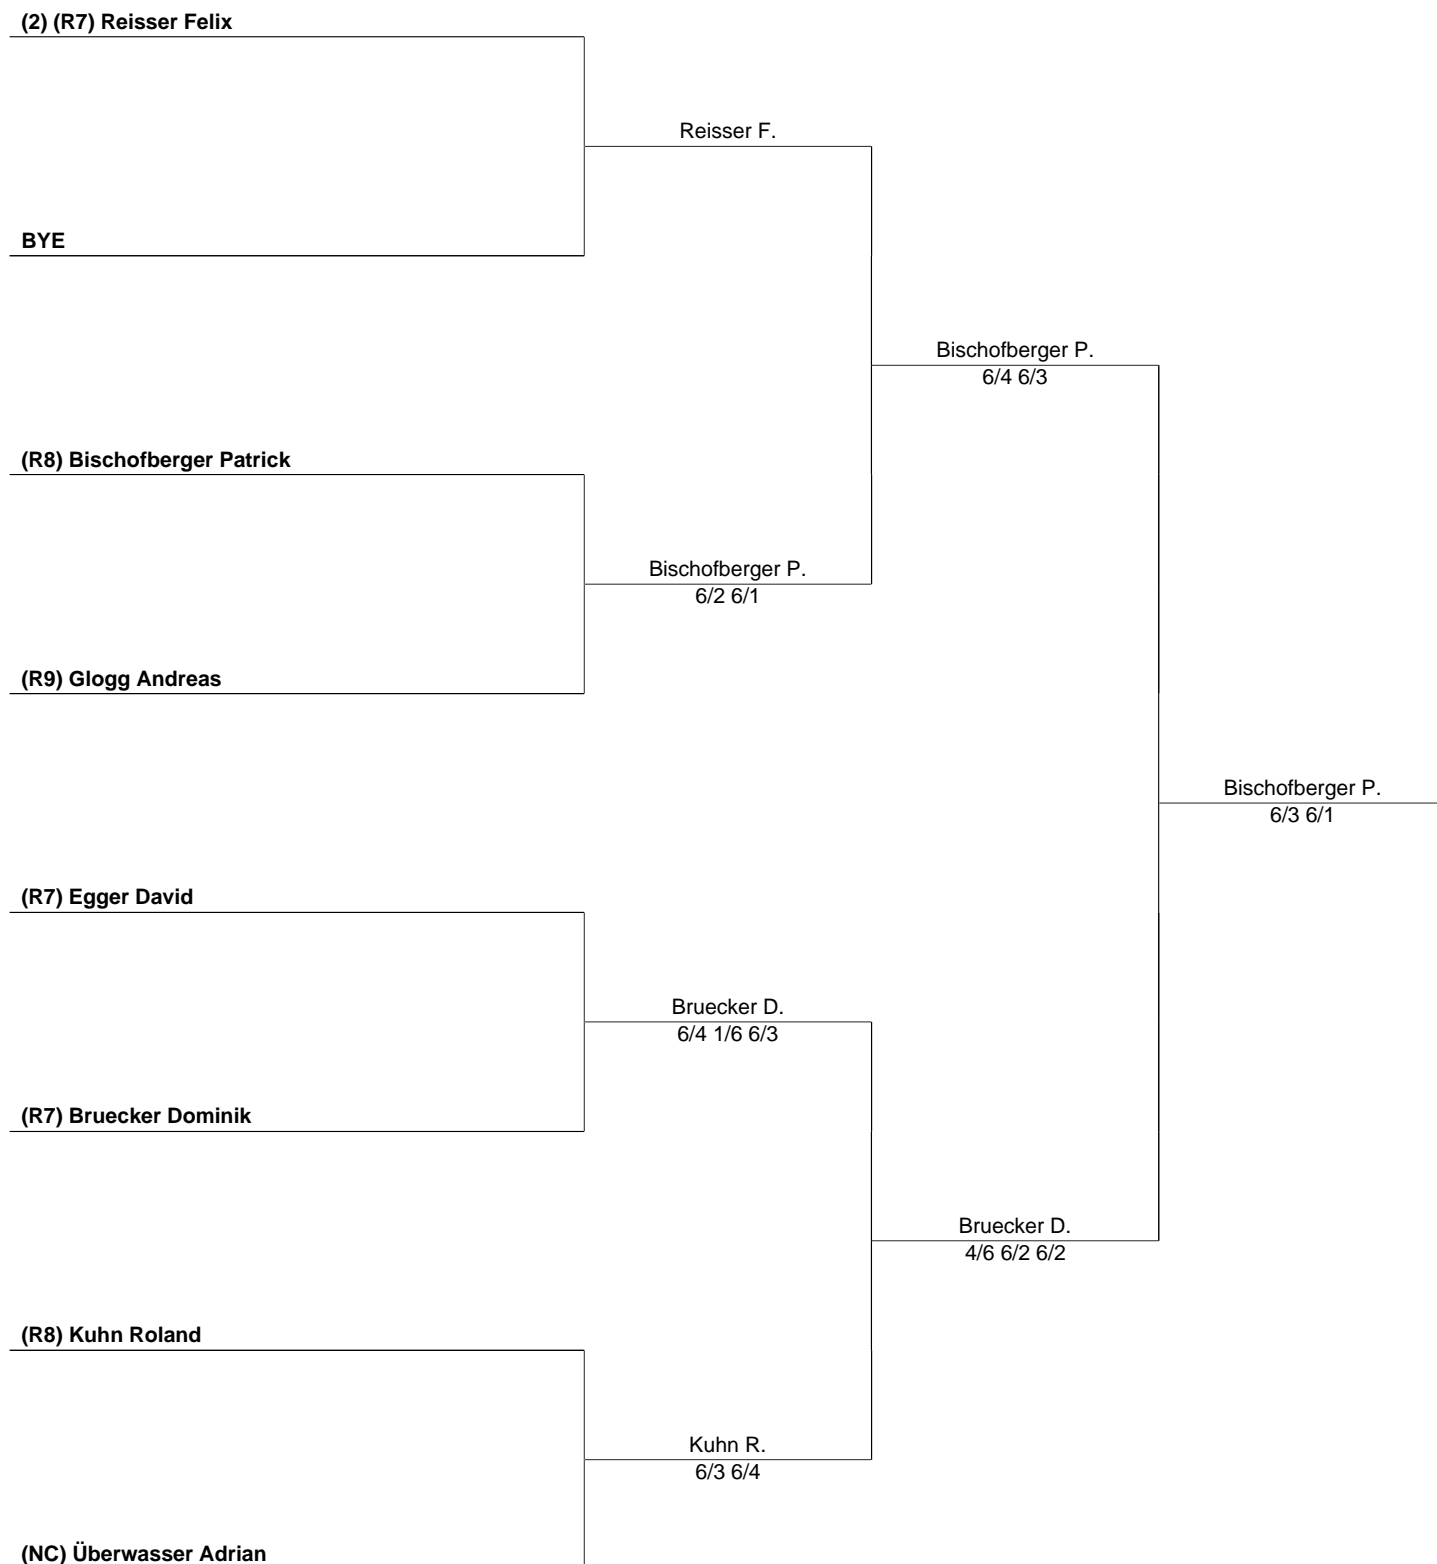 (2) (R7) Reisser Felix
Reisser F.
BYE
Bischofberger P.
6/4 6/3
(R8) Bischofberger Patrick
Bischofberger P.
6/2 6/1
(R9) Glogg Andreas
Bischofberger P.
6/3 6/1
(R7) Egger David
Bruecker D.
6/4 1/6 6/3
(R7) Bruecker Dominik
Bruecker D.
4/6 6/2 6/2
(R8) Kuhn Roland
Kuhn R.
6/3 6/4
(NC) Überwasser Adrian